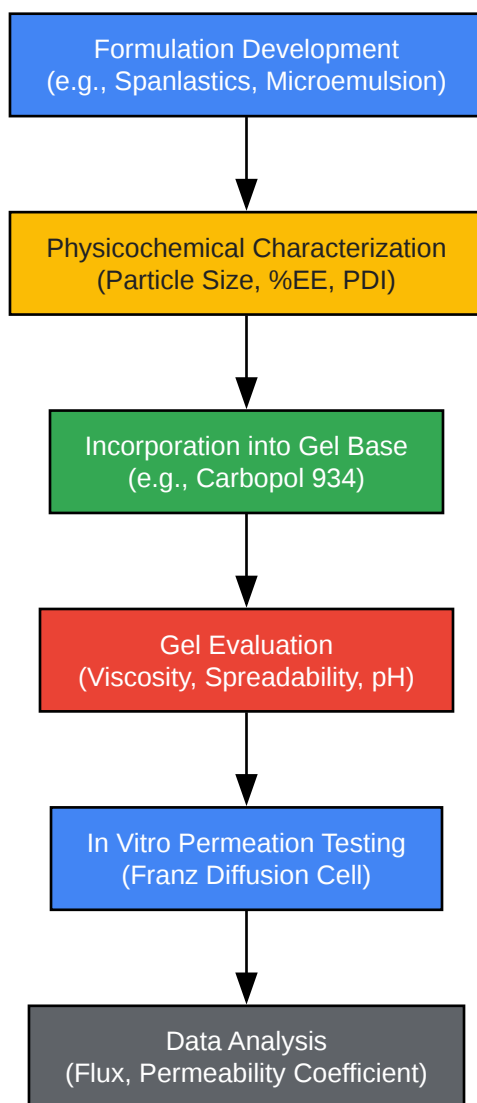 Formulation Development
(e.g., Spanlastics, Microemulsion)
Physicochemical Characterization
(Particle Size, %EE, PDI)
Incorporation into Gel Base
(e.g., Carbopol 934)
Gel Evaluation
(Viscosity, Spreadability, pH)
In Vitro Permeation Testing
(Franz Diffusion Cell)
Data Analysis
(Flux, Permeability Coefficient)